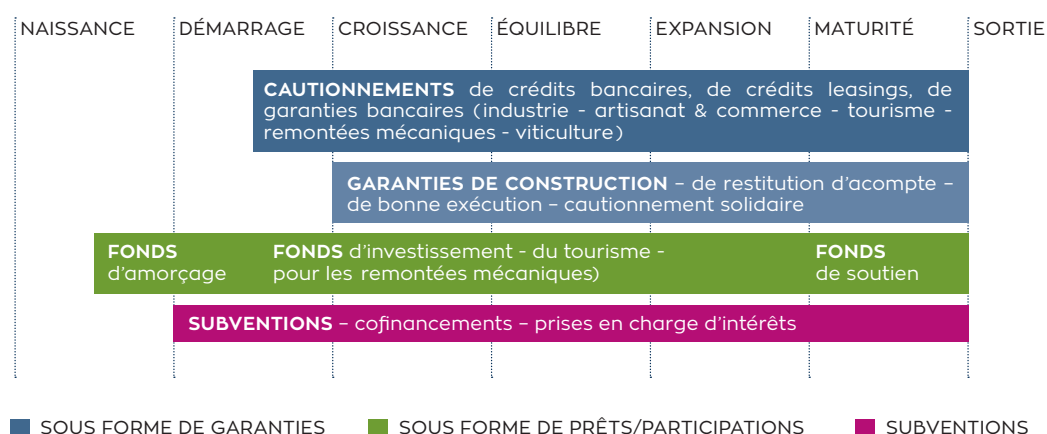 NAISSANCE DÉMARRAGE CROISSANCE ÉQUILIBRE EXPANSION MATURITÉ SORTIE
CAUTIONNEMENTS de crédits bancaires, de crédits leasings, de
garanties bancaires (industrie - artisanat & commerce - tourisme -
remontées mécaniques - viticulture)
GARANTIES DE CONSTRUCTION – de restitution d'acompte –
de bonne exécution – cautionnement solidaire
FONDS
d'amorçage
FONDS d'investissement - du tourisme -
pour les remontées mécaniques)
FONDS
de soutien
SUBVENTIONS – cofinancements – prises en charge d'intérêts
SOUS FORME DE GARANTIES SOUS FORME DE PRÊTS/PARTICIPATIONS SUBVENTIONS